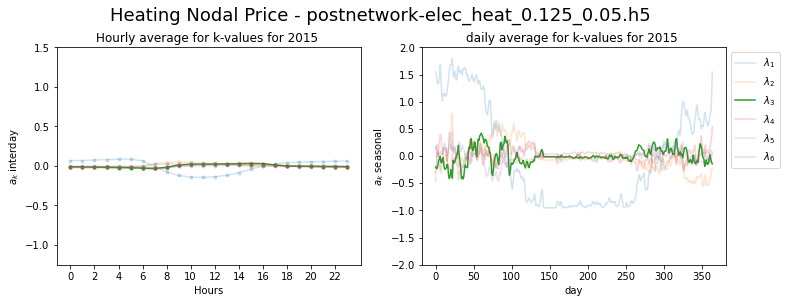 Heating Nodal Price - postnetwork-elec_heat_0.125_0.05.h5
Hourly average for k-values for 2015
1.5
1.0
0.5
0.0
−0.5
−1.0
a_k interday
0 2 4 6 8 10 12 14 16 18 20 22
Hours
daily average for k-values for 2015
2.0
1.5
1.0
0.5
0.0
−0.5
−1.0
−1.5
−2.0
a_k seasonal
0 50 100 150 200 250 300 350
day
λ₁
λ₂
λ₃
λ₄
λ₅
λ₆